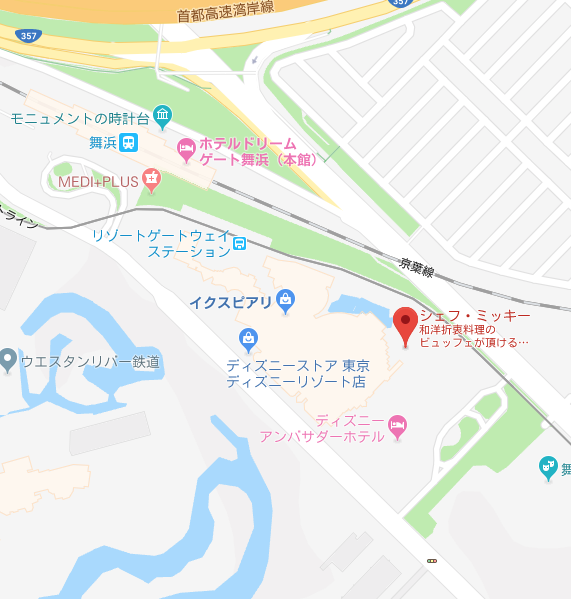 首都高速湾岸線
357
357
モニュメントの時計台
舞浜
ホテルドリーム
ゲート舞浜（本館）
MEDI+PLUS
トライン
リゾートゲートウェイ
ステーション
京葉線
イクスピアリ
シェフ・ミッキー
和洋折衷料理の
ビュッフェが頂ける…
ウエスタンリバー鉄道
ディズニーストア 東京
ディズニーリゾート店
ディズニー
アンバサダーホテル
舞